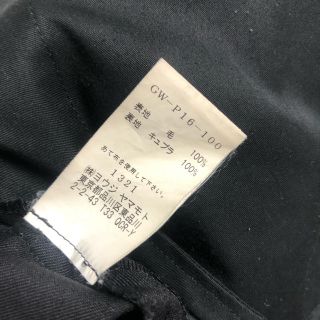 GW-P16-100
表地 毛 100%
裏地 キュプラ 100%
あて布を使用して下さい。
1321
㈱ヨウジ ヤマモト
東京都品川区東品川
2-2-43 T33 OCR-Y